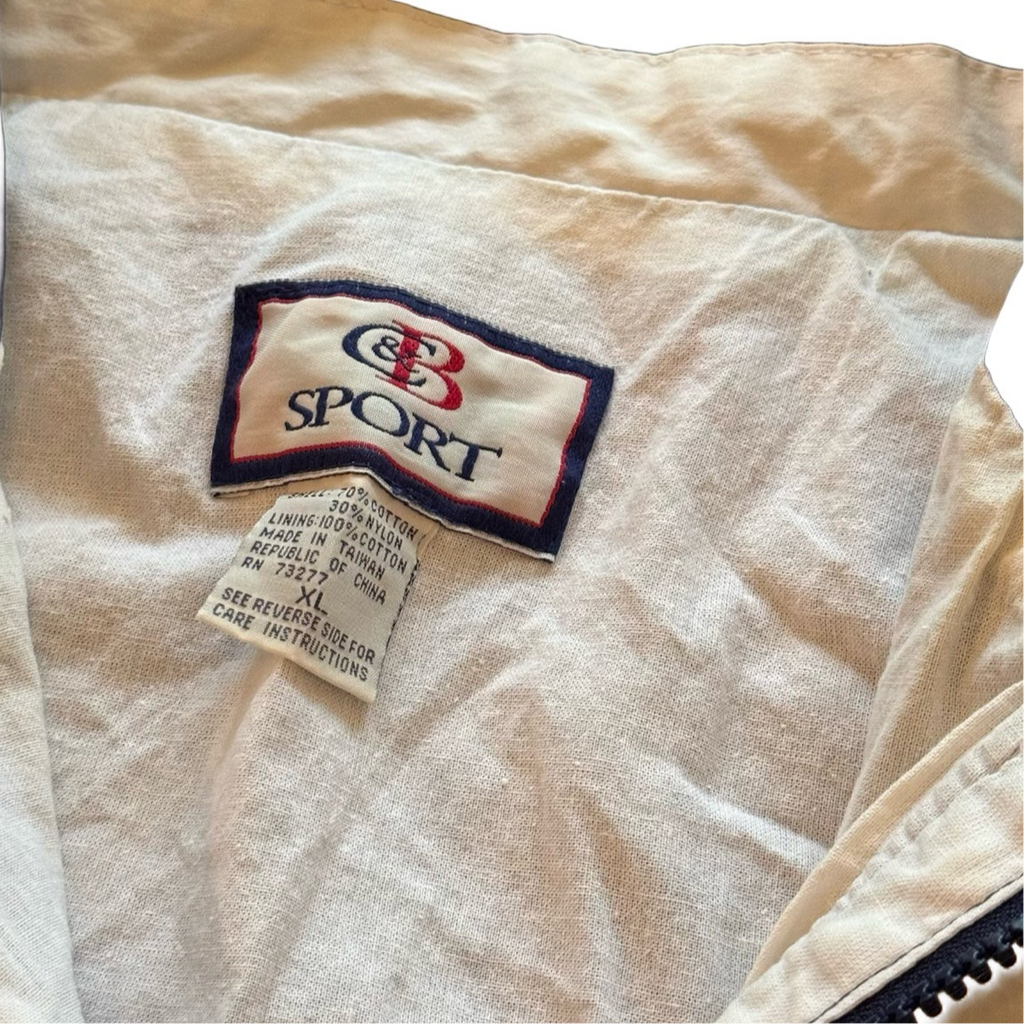 C&B
SPORT
SHELL: 70% COTTON
30% NYLON
LINING: 100% COTTON
MADE IN TAIWAN
REPUBLIC OF CHINA
RN 73277
XL
SEE REVERSE SIDE FOR
CARE INSTRUCTIONS